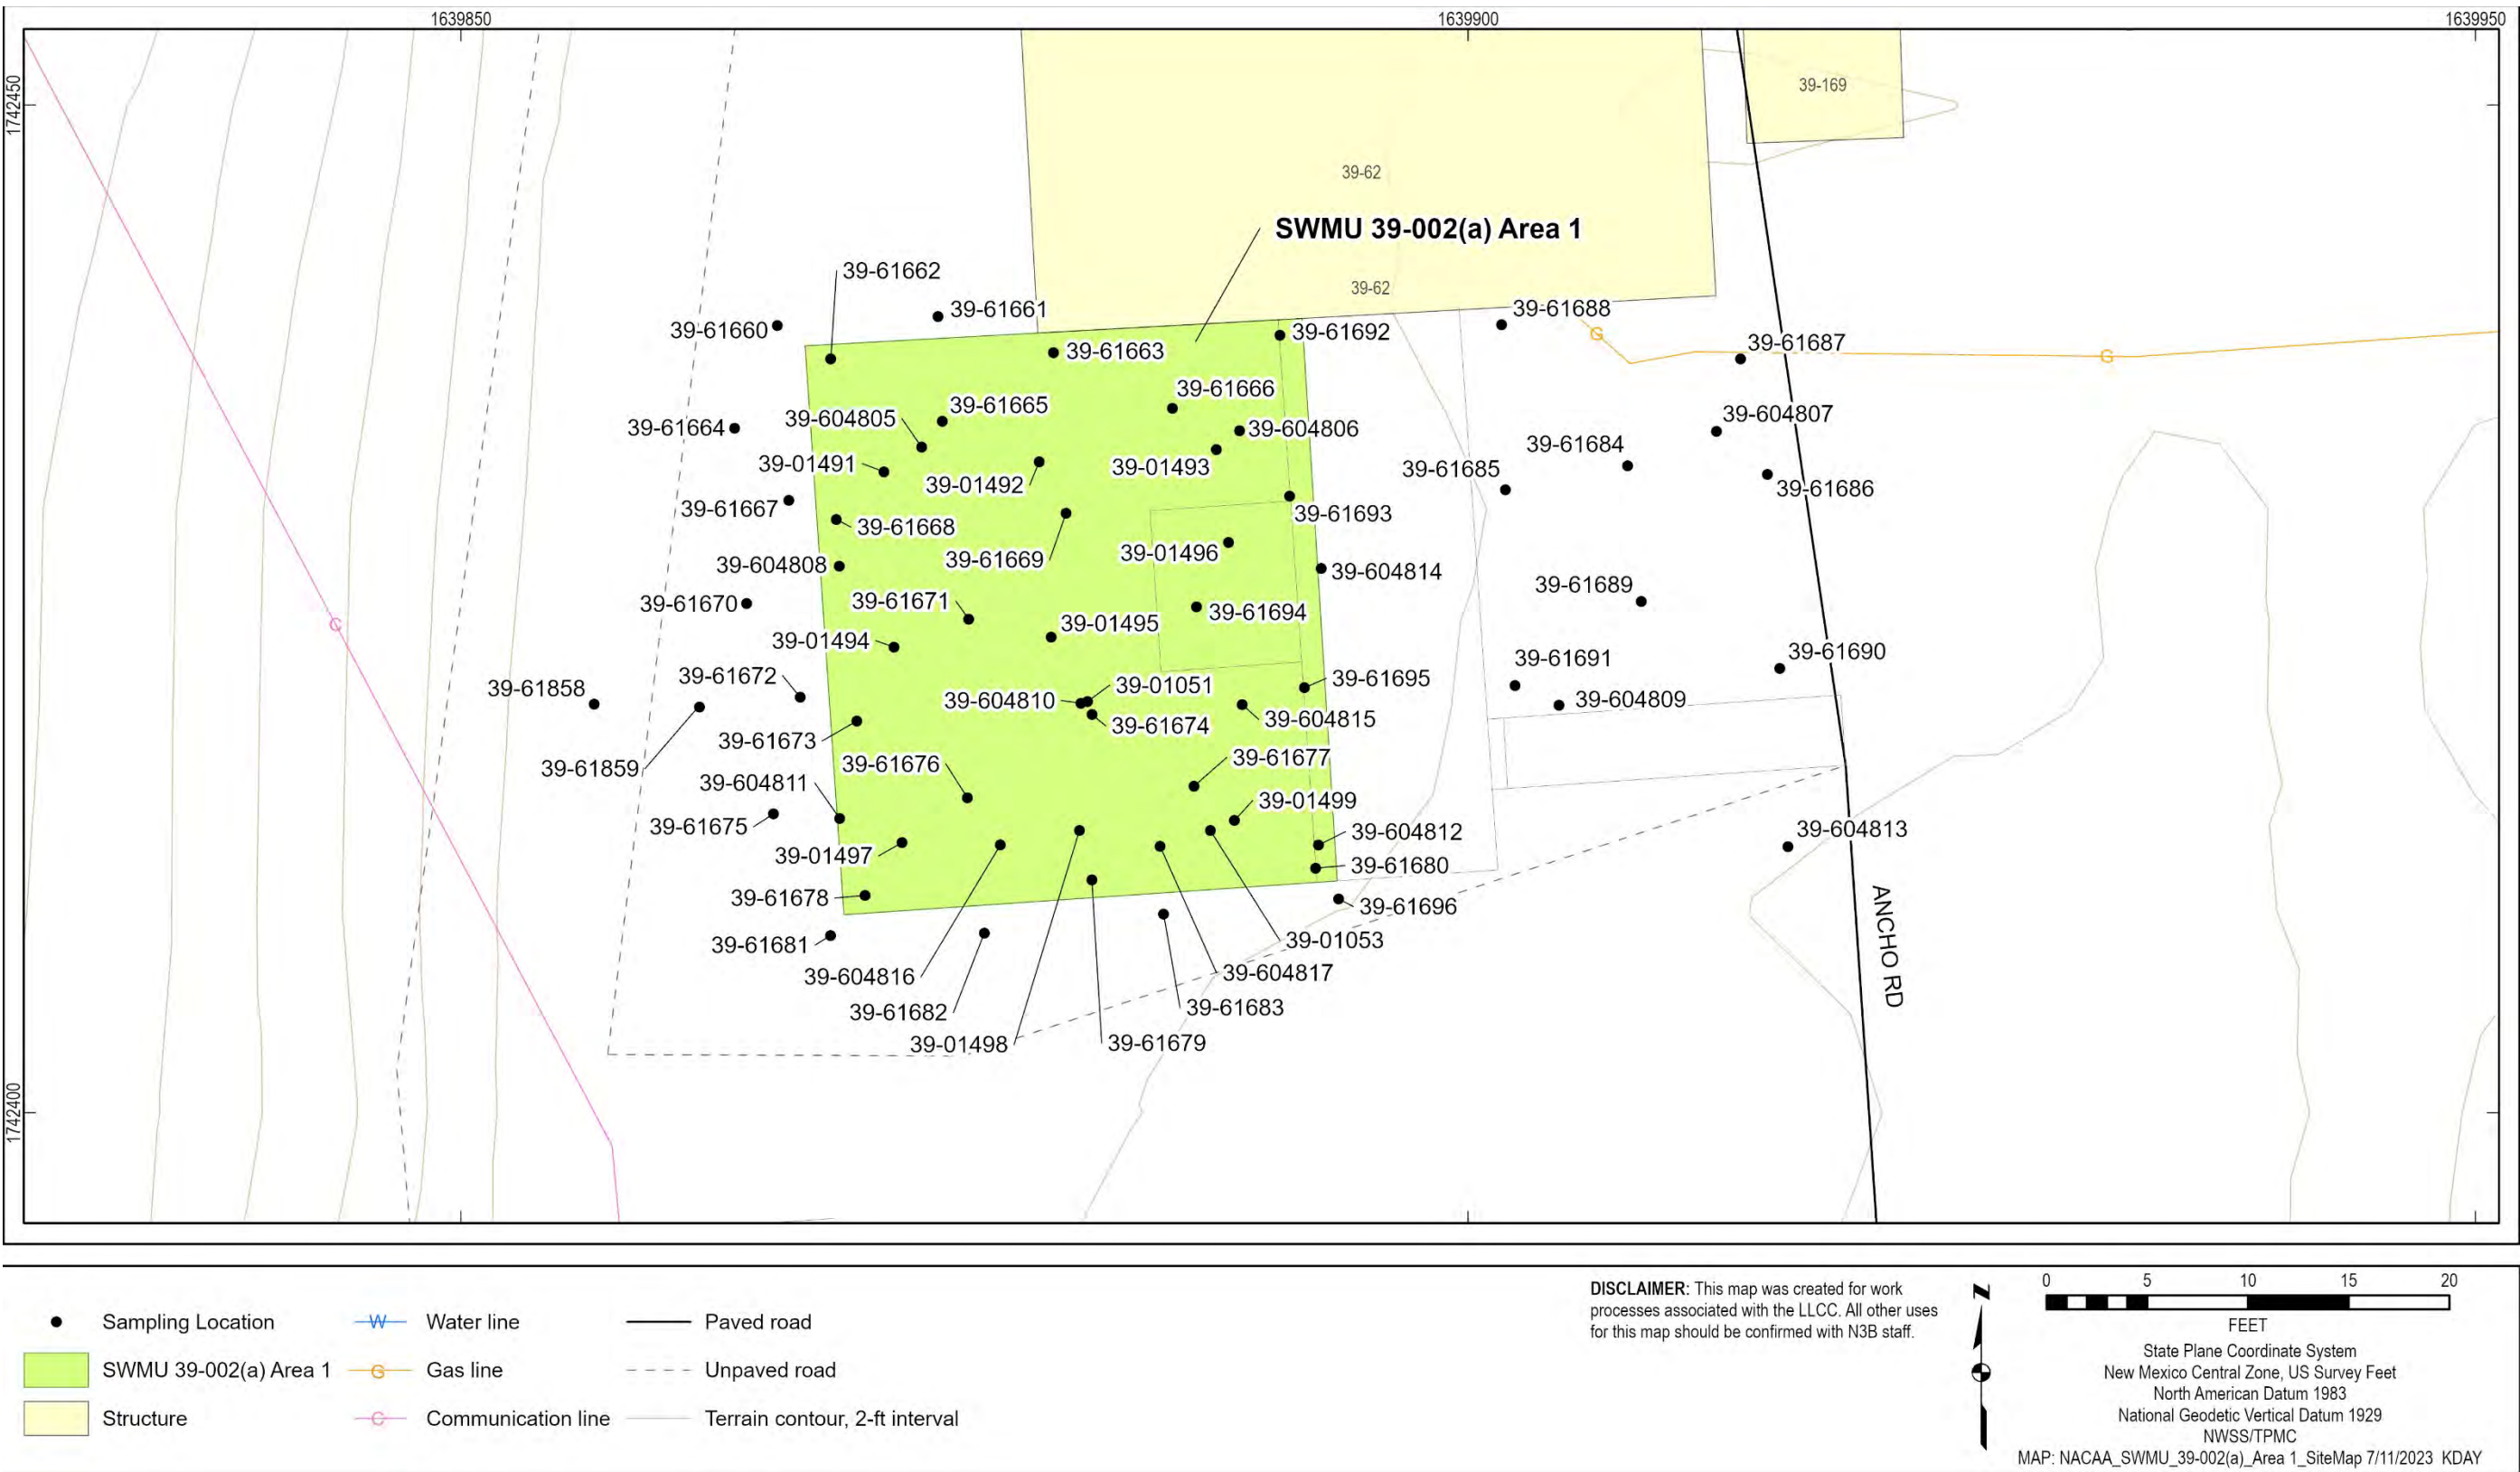 1639850
1639900
1639950
1742450
39-169
39-62
SWMU 39-002(a) Area 1
39-61662
39-62
39-61661
39-61688
39-61660
39-61692
39-61687
39-61663
39-61666
39-61665
39-604805
39-604807
39-61664
39-604806
39-61684
39-01491
39-01493
39-61685
39-01492
39-61686
39-61667
39-61693
39-61668
39-01496
39-61669
39-604808
39-604814
39-61689
39-61671
39-61670
39-61694
39-01495
39-01494
39-61690
39-61691
39-61672
39-61695
39-01051
39-61858
39-604810
39-604809
39-604815
39-61674
39-61673
39-61677
39-61676
39-61859
39-604811
39-01499
39-61675
39-604812
39-604813
39-01497
39-61680
39-61678
39-61696
39-01053
39-61681
39-604816
39-604817
39-61683
39-61682
39-01498
39-61679
ANCHO RD
C
G
G
1742400
Sampling Location
SWMU 39-002(a) Area 1
Structure
W Water line
G Gas line
C Communication line
Paved road
Unpaved road
Terrain contour, 2-ft interval
DISCLAIMER: This map was created for work
processes associated with the LLCC. All other uses
for this map should be confirmed with N3B staff.
N
0 5 10 15 20
FEET
State Plane Coordinate System
New Mexico Central Zone, US Survey Feet
North American Datum 1983
National Geodetic Vertical Datum 1929
NWSS/TPMC
MAP: NACAA_SWMU_39-002(a)_Area 1_SiteMap 7/11/2023 KDAY